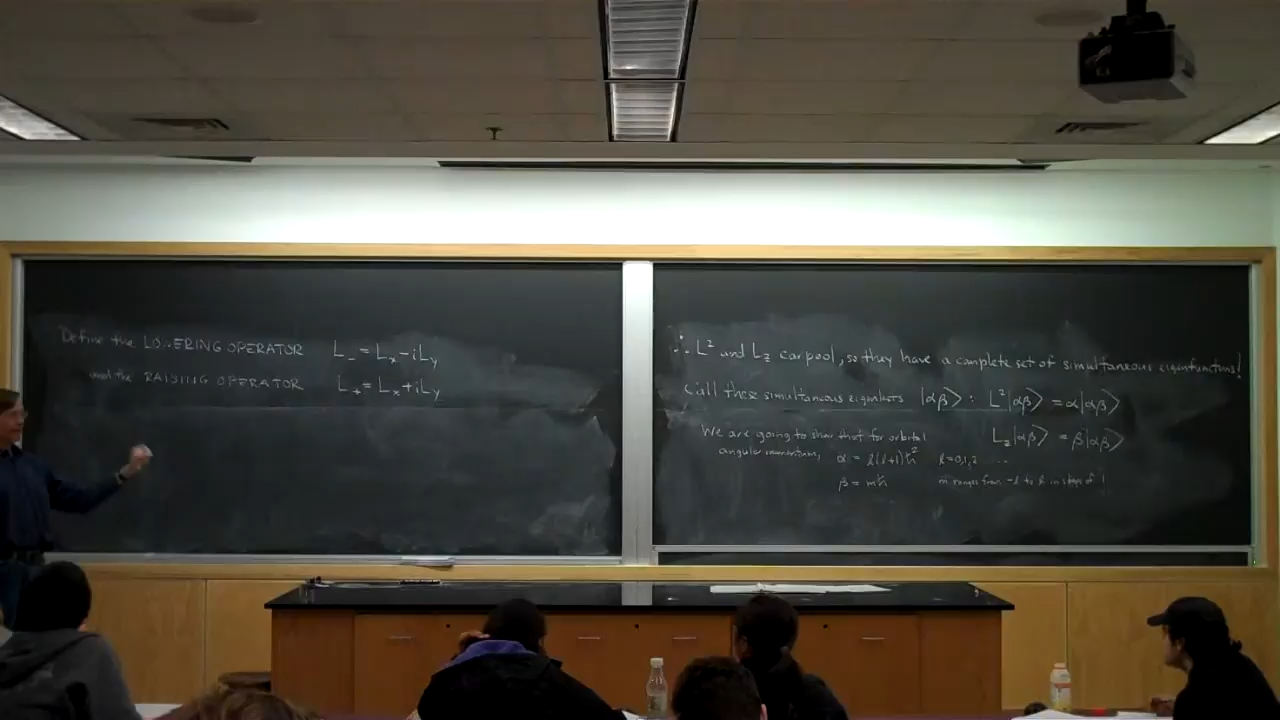 Define the LOWERING OPERATOR L₋ = Lₓ - iL_y
and the RAISING OPERATOR L₊ = Lₓ + iL_y
∴ L² and L_z carpool, so they have a complete set of simultaneous eigenfunctions!
Call these simultaneous eigenkets |αβ⟩ : L²|αβ⟩ = α|αβ⟩
L_z|αβ⟩ = β|αβ⟩
We are going to show that for orbital
angular momentum, α = l(l+1)ħ² l=0,1,2 ...
β = mħ m ranges from -l to l in steps of 1